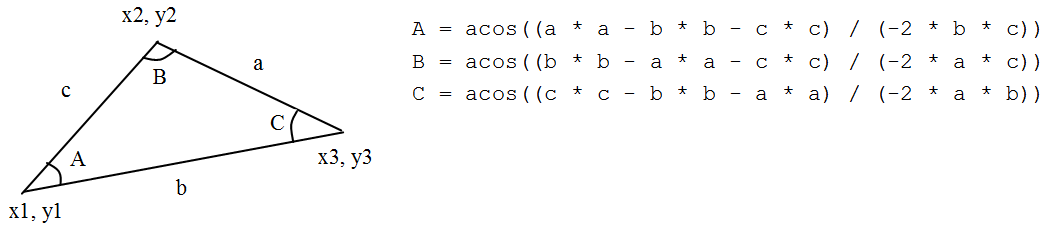 x2, y2
B
a
c
C
A
x3, y3
b
x1, y1
A = acos((a * a - b * b - c * c) / (-2 * b * c))
B = acos((b * b - a * a - c * c) / (-2 * a * c))
C = acos((c * c - b * b - a * a) / (-2 * a * b))